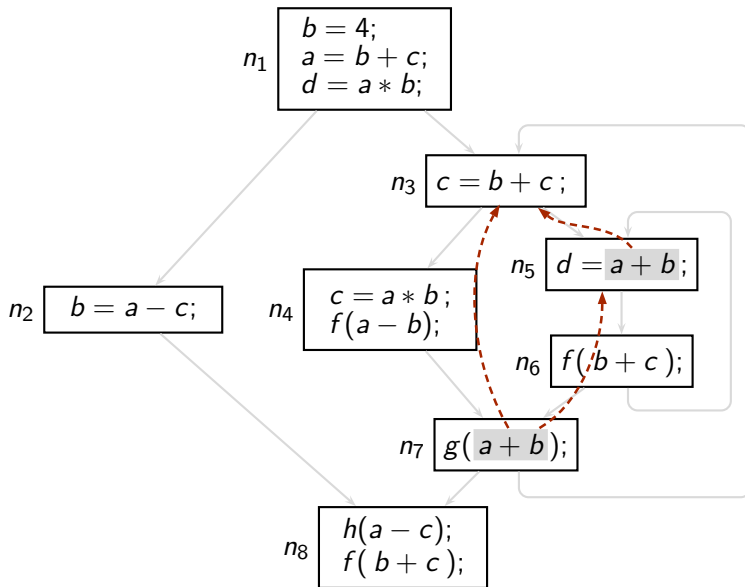 n1
b = 4;
a = b + c;
d = a ∗ b;
n3
c = b + c ;
n5
d = a + b ;
n2
b = a − c;
n4
c = a ∗ b ;
f(a − b);
n6
f( b + c );
n7
g( a + b );
n8
h(a − c);
f( b + c );